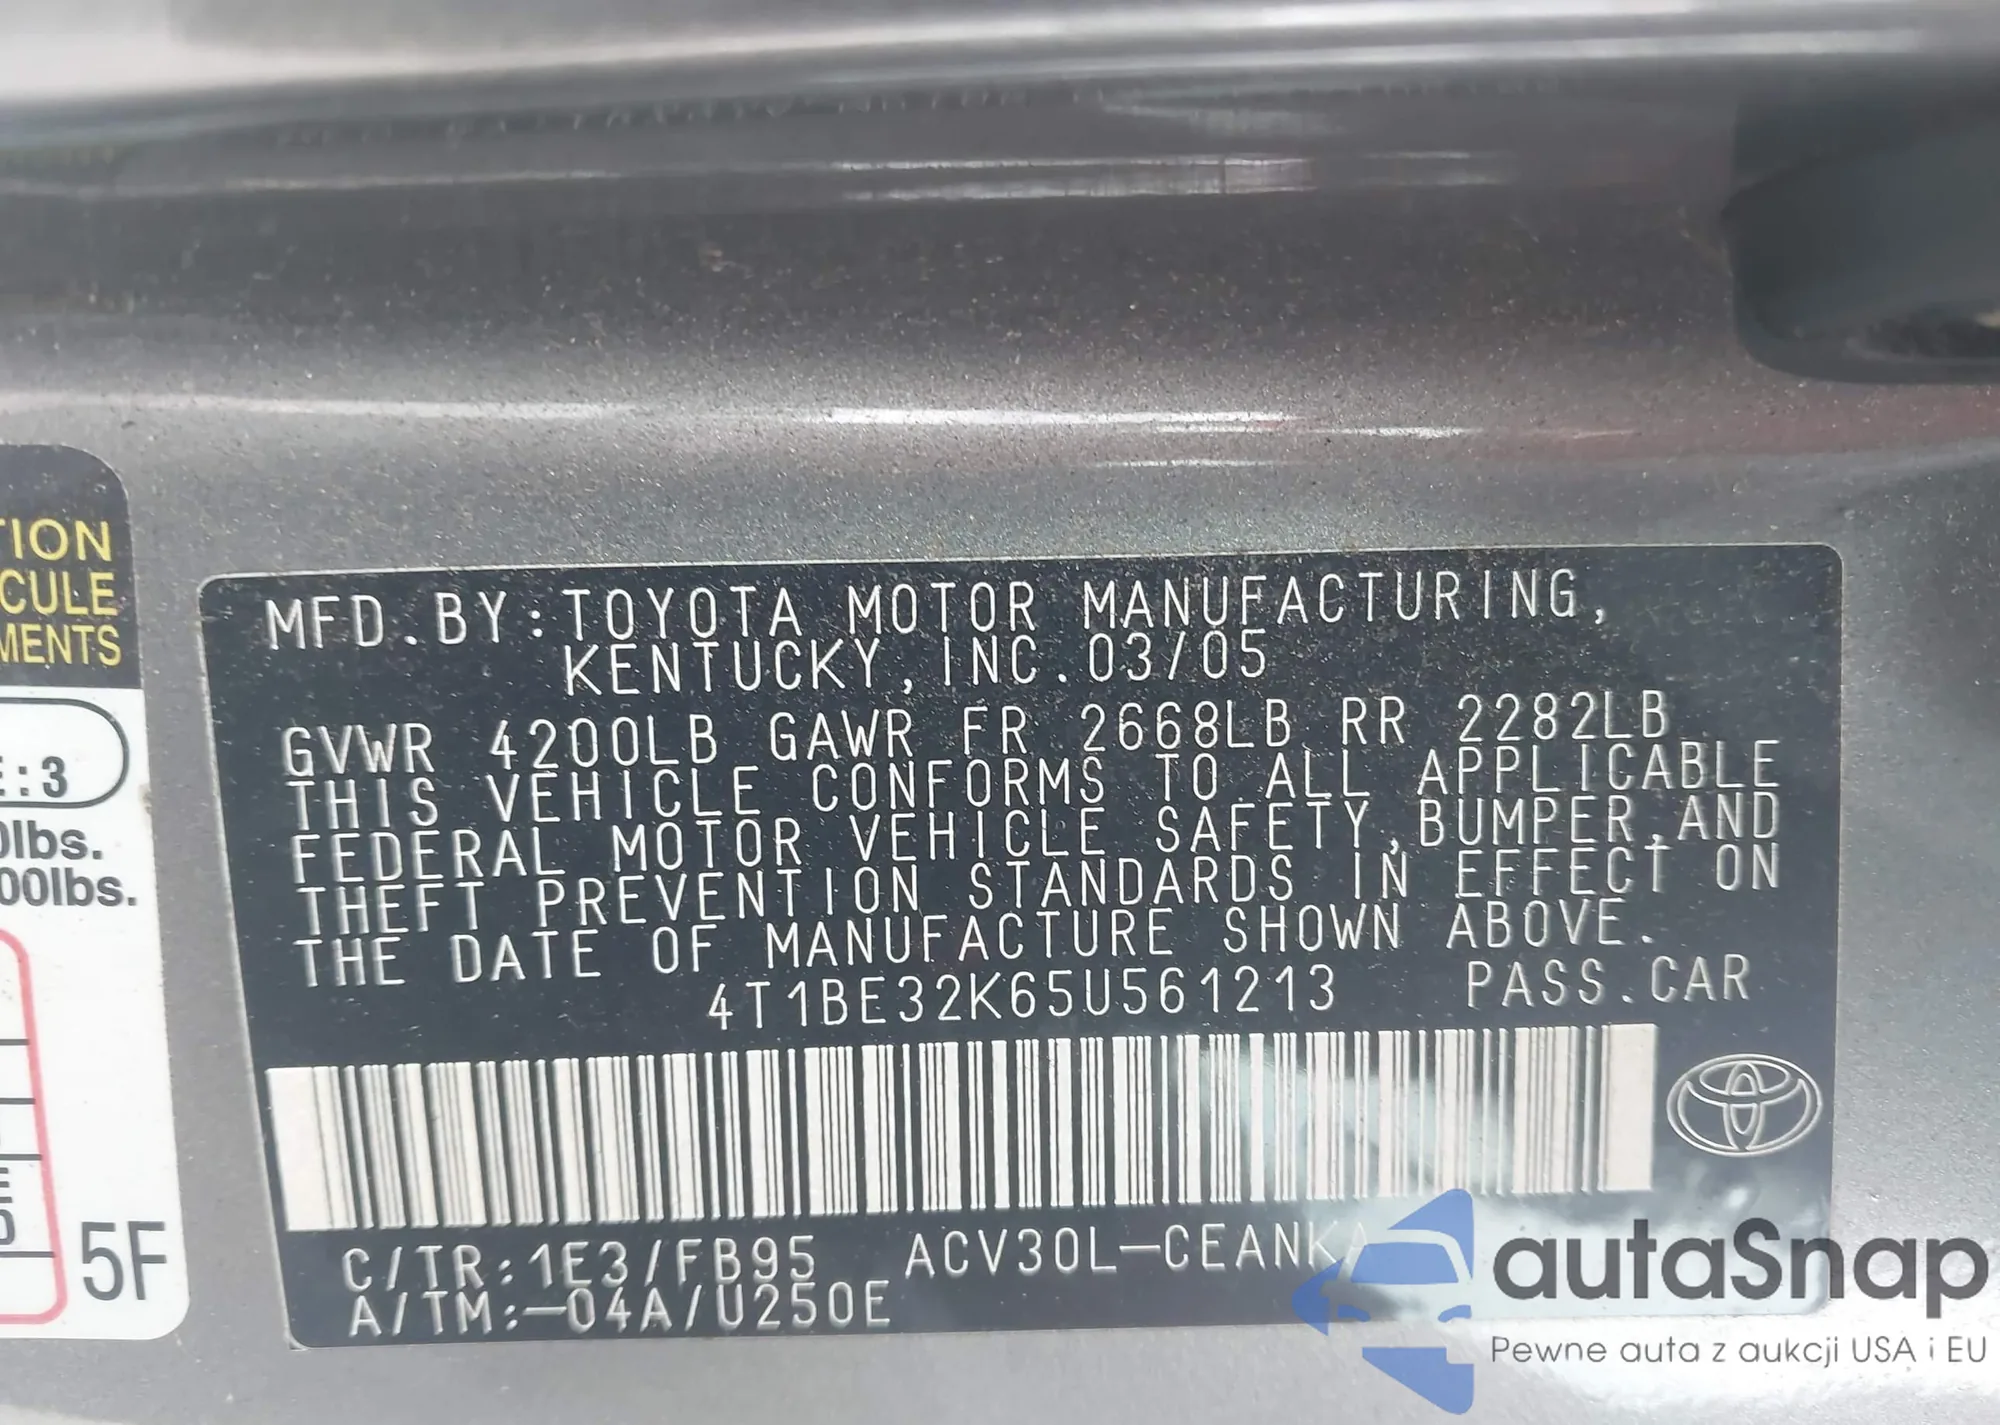 TION
CULE
MENTS
E:3
0lbs.
00lbs.
5F
MFD.BY:TOYOTA MOTOR MANUFACTURING,
KENTUCKY,INC.03/05
GVWR 4200LB GAWR FR 2668LB RR 2282LB
THIS VEHICLE CONFORMS TO ALL APPLICABLE
FEDERAL MOTOR VEHICLE SAFETY,BUMPER,AND
THEFT PREVENTION STANDARDS IN EFFECT ON
THE DATE OF MANUFACTURE SHOWN ABOVE.
4T1BE32K65U561213 PASS.CAR
C/TR:1E3/FB95 ACV30L-CEANKA
A/TM:-04A/U250E
autaSnap
Pewne auta z aukcji USA i EU